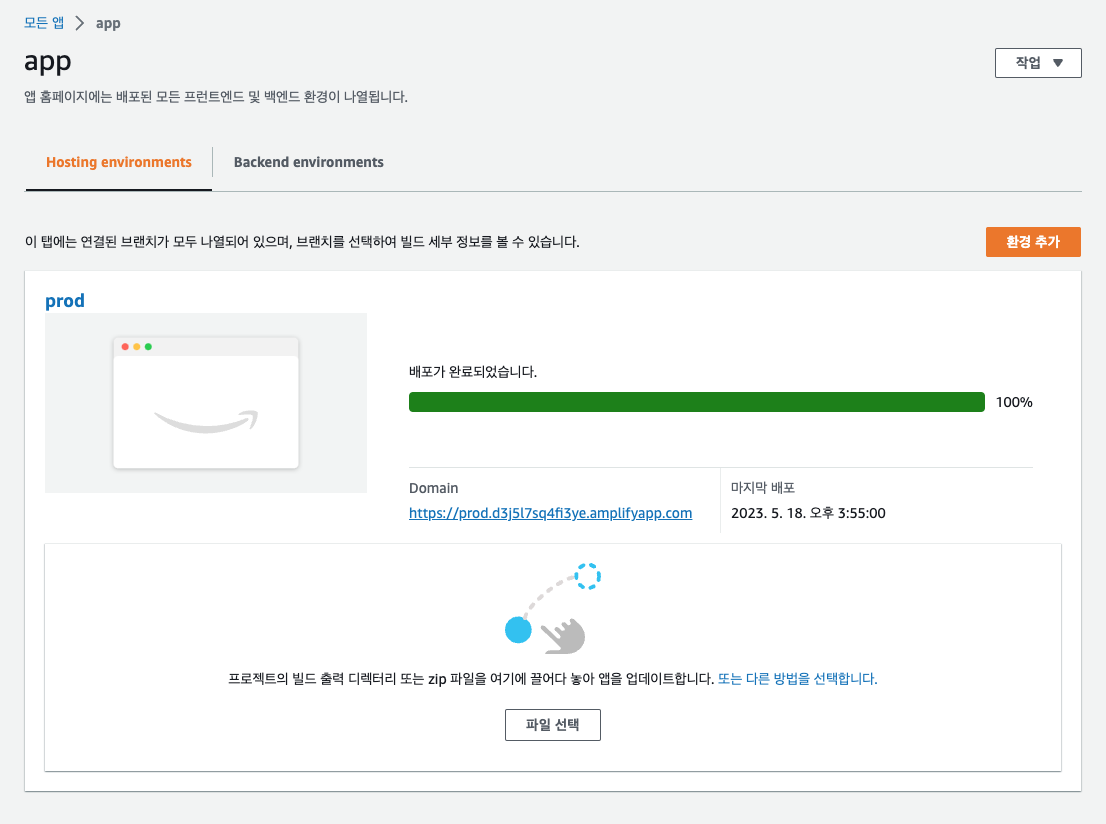 모든 앱 > app
app
작업 ▼
앱 홈페이지에는 배포된 모든 프런트엔드 및 백엔드 환경이 나열됩니다.
Hosting environments
Backend environments
이 탭에는 연결된 브랜치가 모두 나열되어 있으며, 브랜치를 선택하여 빌드 세부 정보를 볼 수 있습니다.
환경 추가
prod
배포가 완료되었습니다.
100%
Domain
https://prod.d3j5l7sq4fi3ye.amplifyapp.com
마지막 배포
2023. 5. 18. 오후 3:55:00
프로젝트의 빌드 출력 디렉터리 또는 zip 파일을 여기에 끌어다 놓아 앱을 업데이트합니다. 또는 다른 방법을 선택합니다.
파일 선택